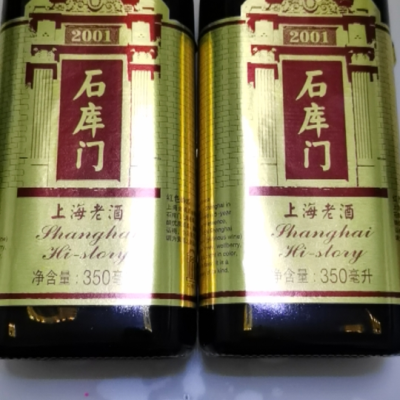 2001
石库门
上海老酒
Shanghai
Hi-story
净含量:350毫
2001
石库门
上海老酒
Shanghai
Hi-story
净含量:350毫升